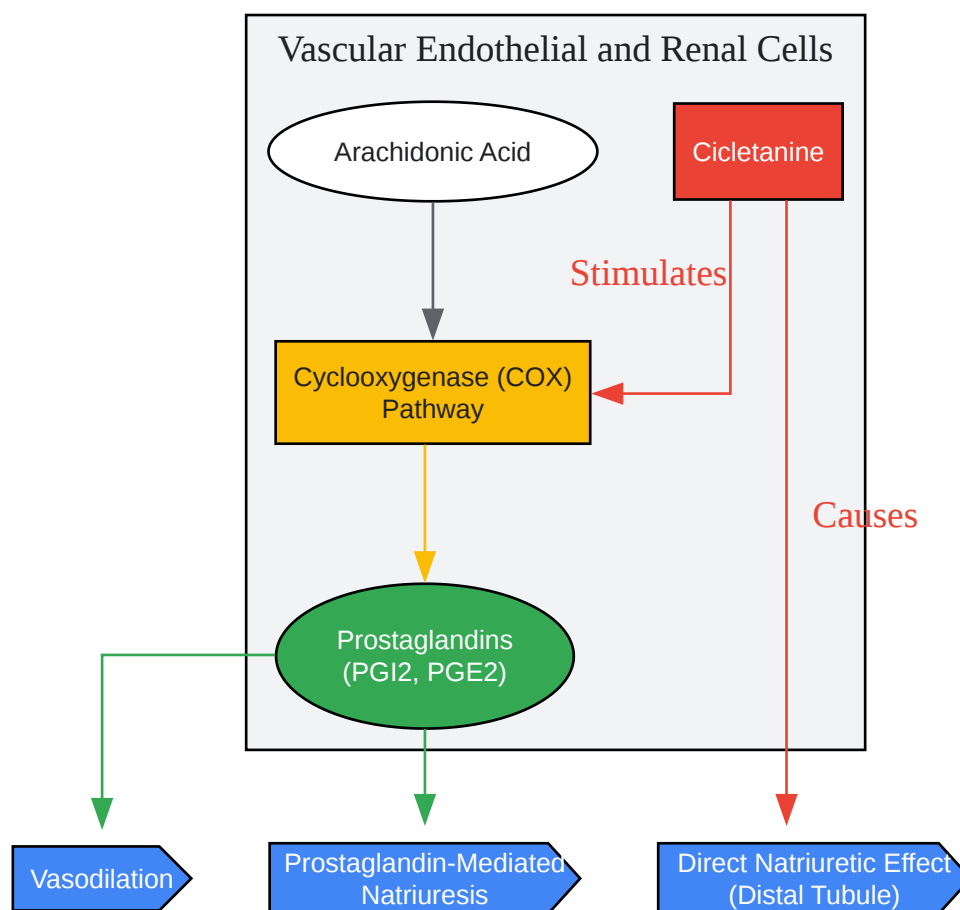 Vascular Endothelial and Renal Cells
Arachidonic Acid
Cicletanine
Stimulates
Cyclooxygenase (COX)
Pathway
Causes
Prostaglandins
(PGI2, PGE2)
Vasodilation
Prostaglandin-Mediated
Natriuresis
Direct Natriuretic Effect
(Distal Tubule)